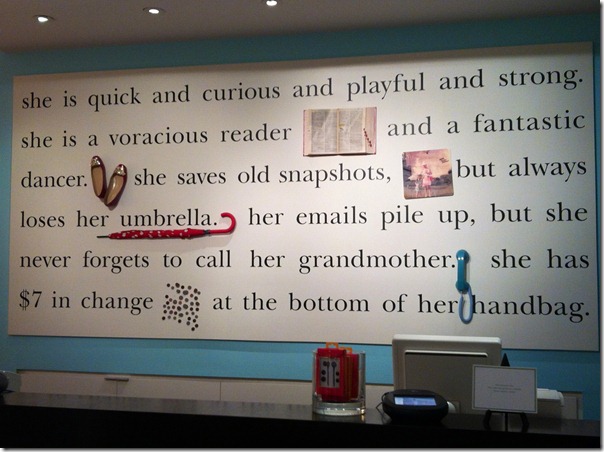 she is quick and curious and playful and strong.
she is a voracious reader and a fantastic
dancer. she saves old snapshots, but always
loses her umbrella. her emails pile up, but she
never forgets to call her grandmother. she has
$7 in change at the bottom of her handbag.